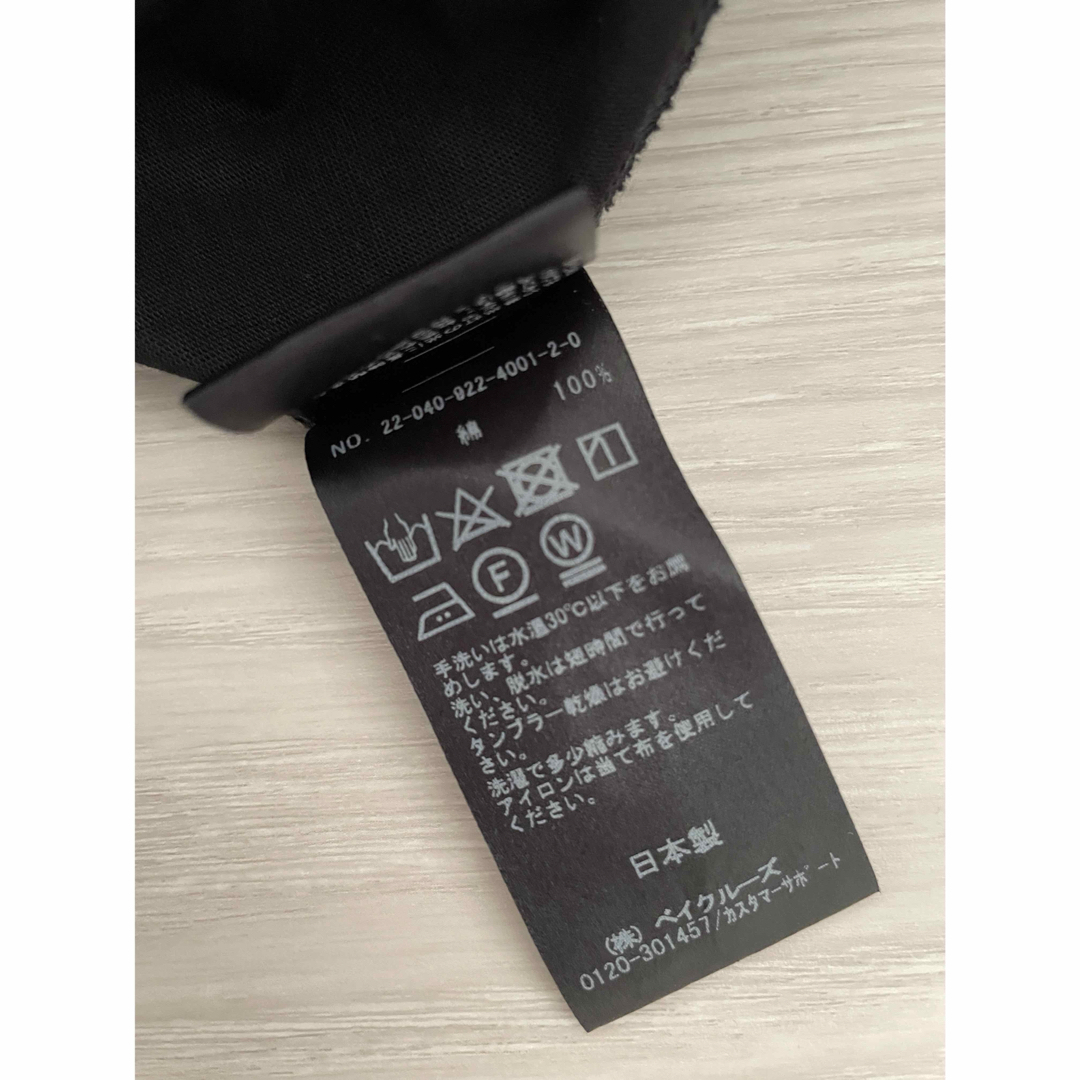 NO. 22-040-922-4001-2-0
綿 100%
F W
手洗いは水温30℃以下をお薦
めします。
洗い、脱水は短時間で行って
ください。
タンブラー乾燥はお避けくだ
さい。
洗濯で多少縮みます。
アイロンは当て布を使用して
ください。
日本製
(株) ベイクルーズ
0120-301457/カスタマーサポート